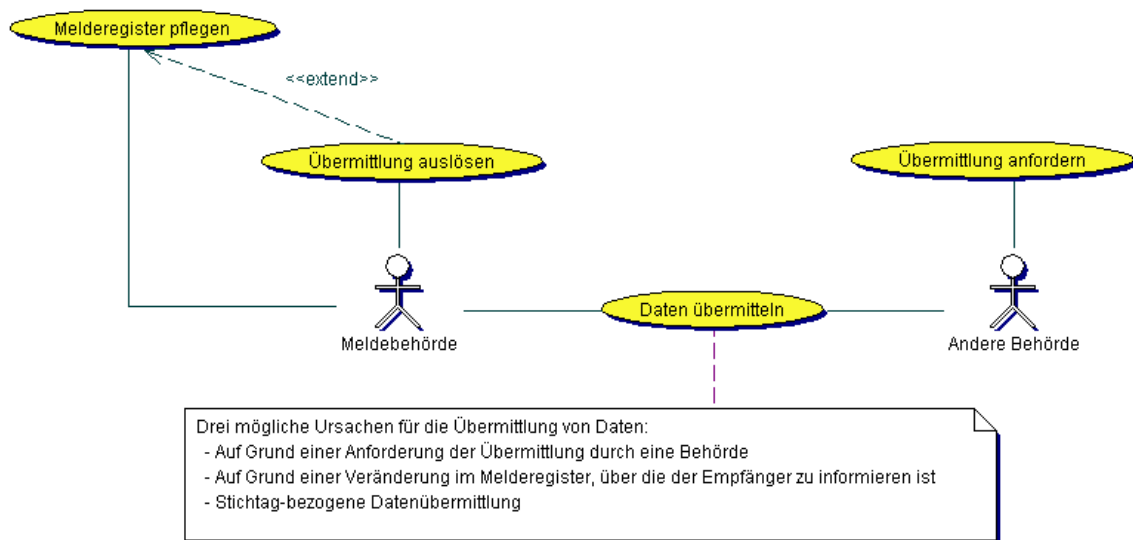 Melderegister pflegen
<<extend>>
Übermittlung auslösen
Übermittlung anfordern
Daten übermitteln
Meldebehörde
Andere Behörde
Drei mögliche Ursachen für die Übermittlung von Daten:
- Auf Grund einer Anforderung der Übermittlung durch eine Behörde
- Auf Grund einer Veränderung im Melderegister, über die der Empfänger zu informieren ist
- Stichtag-bezogene Datenübermittlung